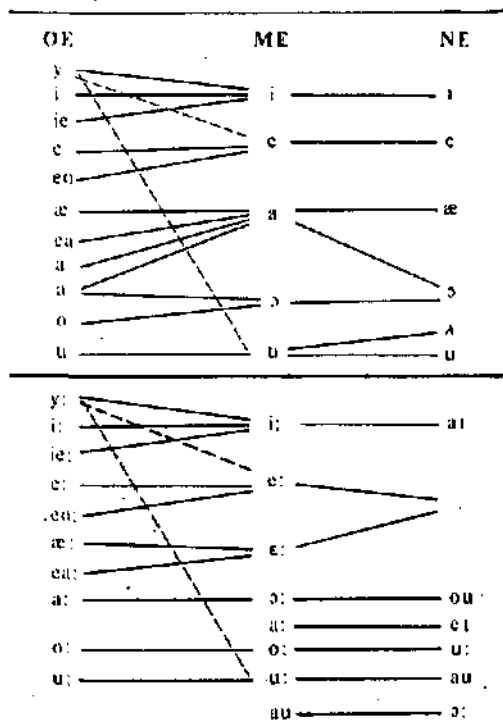 OE ME NE
y
i i ɪ
ie
e e e
eo
æ a æ
ea
a
a ɔ
o ɔ
ʌ
u u u
y:
i: i: aɪ
ie:
e: e:
eo:
æ: ɛ:
ea:
a: ɔ: ou
a: eɪ
o: o: u:
u: u: au
au ɔ: